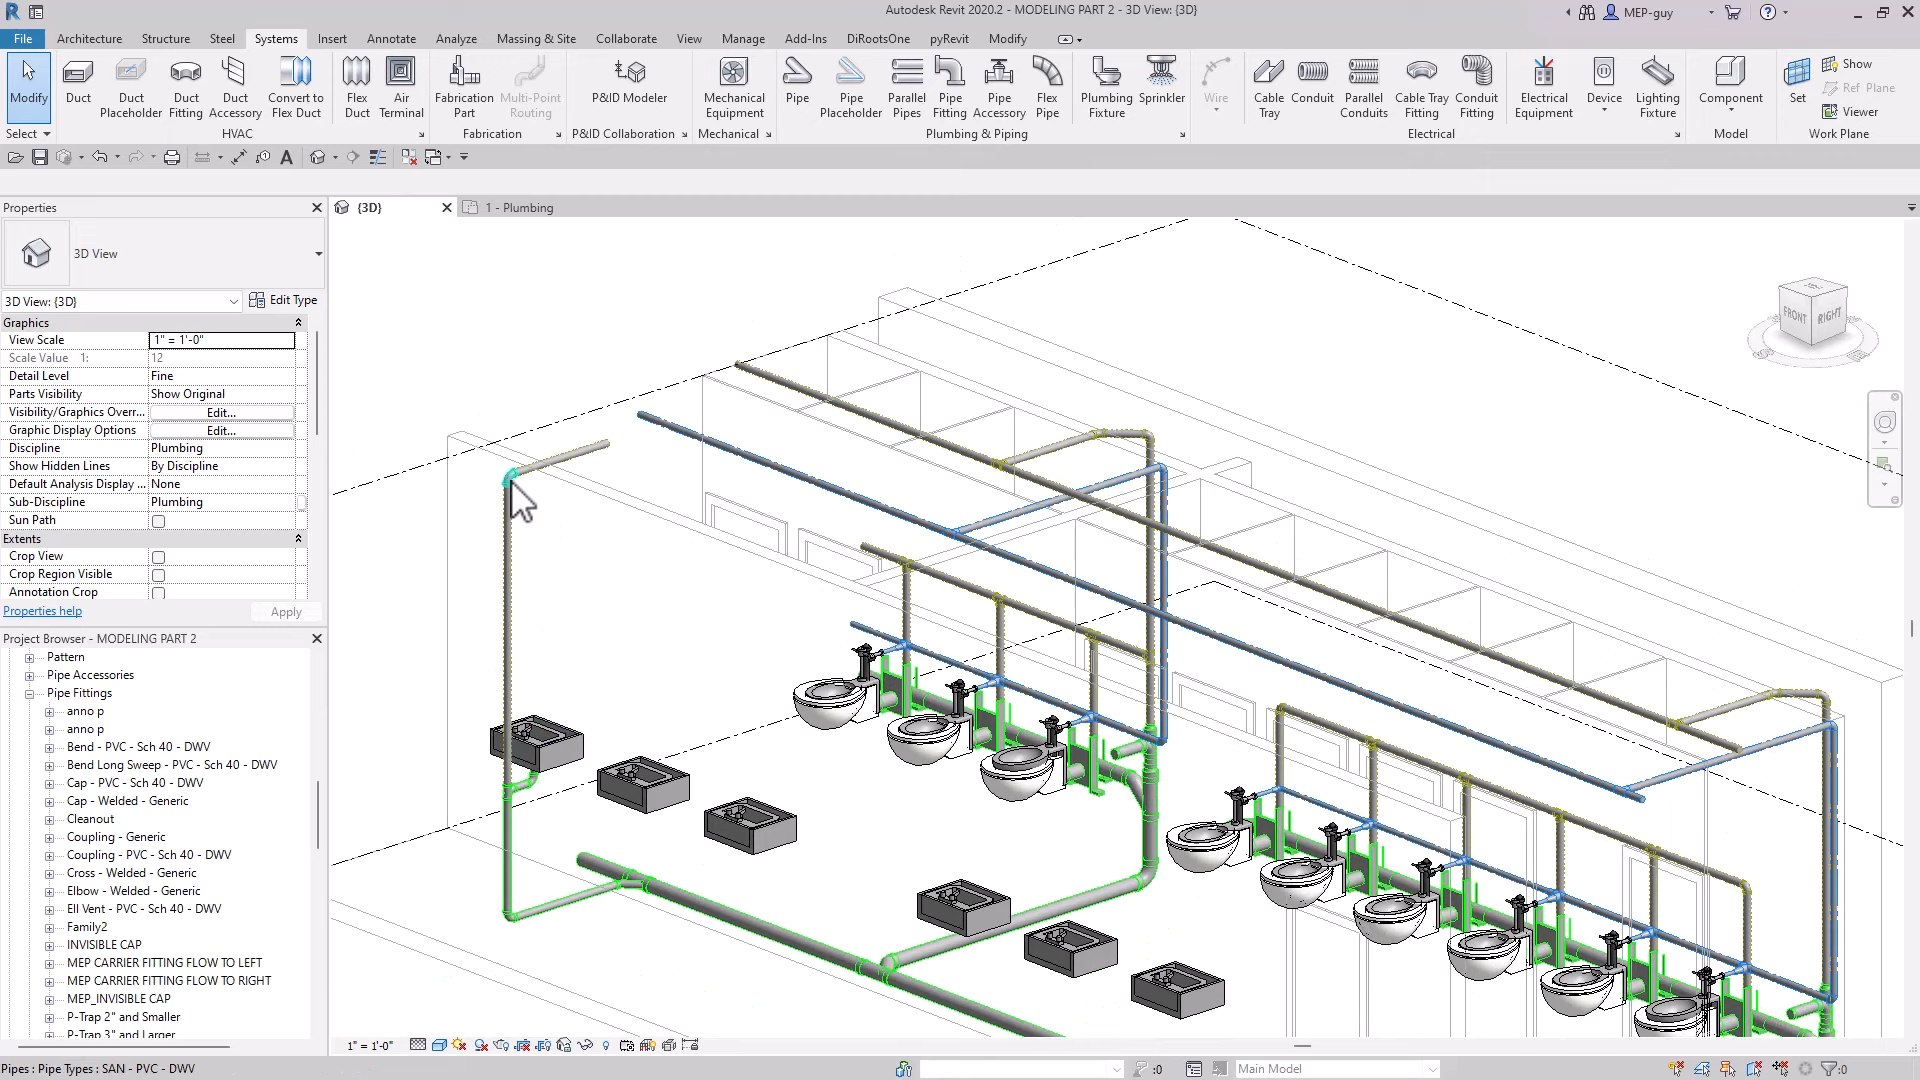 Autodesk Revit 2020.2 - MODELING PART 2 - 3D View: {3D}
MEP-guy
File
Architecture
Structure
Steel
Systems
Insert
Annotate
Analyze
Massing & Site
Collaborate
View
Manage
Add-Ins
DiRootsOne
pyRevit
Modify
Modify
Duct
Duct Placeholder
Duct Fitting
Duct Accessory
Convert to Flex Duct
Flex Duct
Air Terminal
Fabrication Part
Multi-Point Routing
P&ID Modeler
Mechanical Equipment
Pipe
Pipe Placeholder
Parallel Pipes
Pipe Fitting
Pipe Accessory
Flex Pipe
Plumbing Fixture
Sprinkler
Wire
Cable Tray
Conduit
Parallel Conduits
Cable Tray Fitting
Conduit Fitting
Electrical Equipment
Device
Lighting Fixture
Component
Set
Show
Ref Plane
Viewer
Select
HVAC
Fabrication
P&ID Collaboration
Mechanical
Plumbing & Piping
Electrical
Model
Work Plane
Properties
{3D}
1 - Plumbing
3D View
3D View: {3D}
Edit Type
Graphics
View Scale 1" = 1'-0"
Scale Value 1: 12
Detail Level Fine
Parts Visibility Show Original
Visibility/Graphics Overr... Edit...
Graphic Display Options Edit...
Discipline Plumbing
Show Hidden Lines By Discipline
Default Analysis Display ... None
Sub-Discipline Plumbing
Sun Path
Extents
Crop View
Crop Region Visible
Annotation Crop
Properties help
Apply
Project Browser - MODELING PART 2
Pattern
Pipe Accessories
Pipe Fittings
anno p
anno p
Bend - PVC - Sch 40 - DWV
Bend Long Sweep - PVC - Sch 40 - DWV
Cap - PVC - Sch 40 - DWV
Cap - Welded - Generic
Cleanout
Coupling - Generic
Coupling - PVC - Sch 40 - DWV
Cross - Welded - Generic
Elbow - Welded - Generic
Ell Vent - PVC - Sch 40 - DWV
Family2
INVISIBLE CAP
MEP CARRIER FITTING FLOW TO LEFT
MEP CARRIER FITTING FLOW TO RIGHT
MEP_INVISIBLE CAP
P-Trap 2" and Smaller
P-Trap 3" and Larger
FRONT
RIGHT
1" = 1'-0"
Pipes : Pipe Types : SAN - PVC - DWV
:0
Main Model
:0